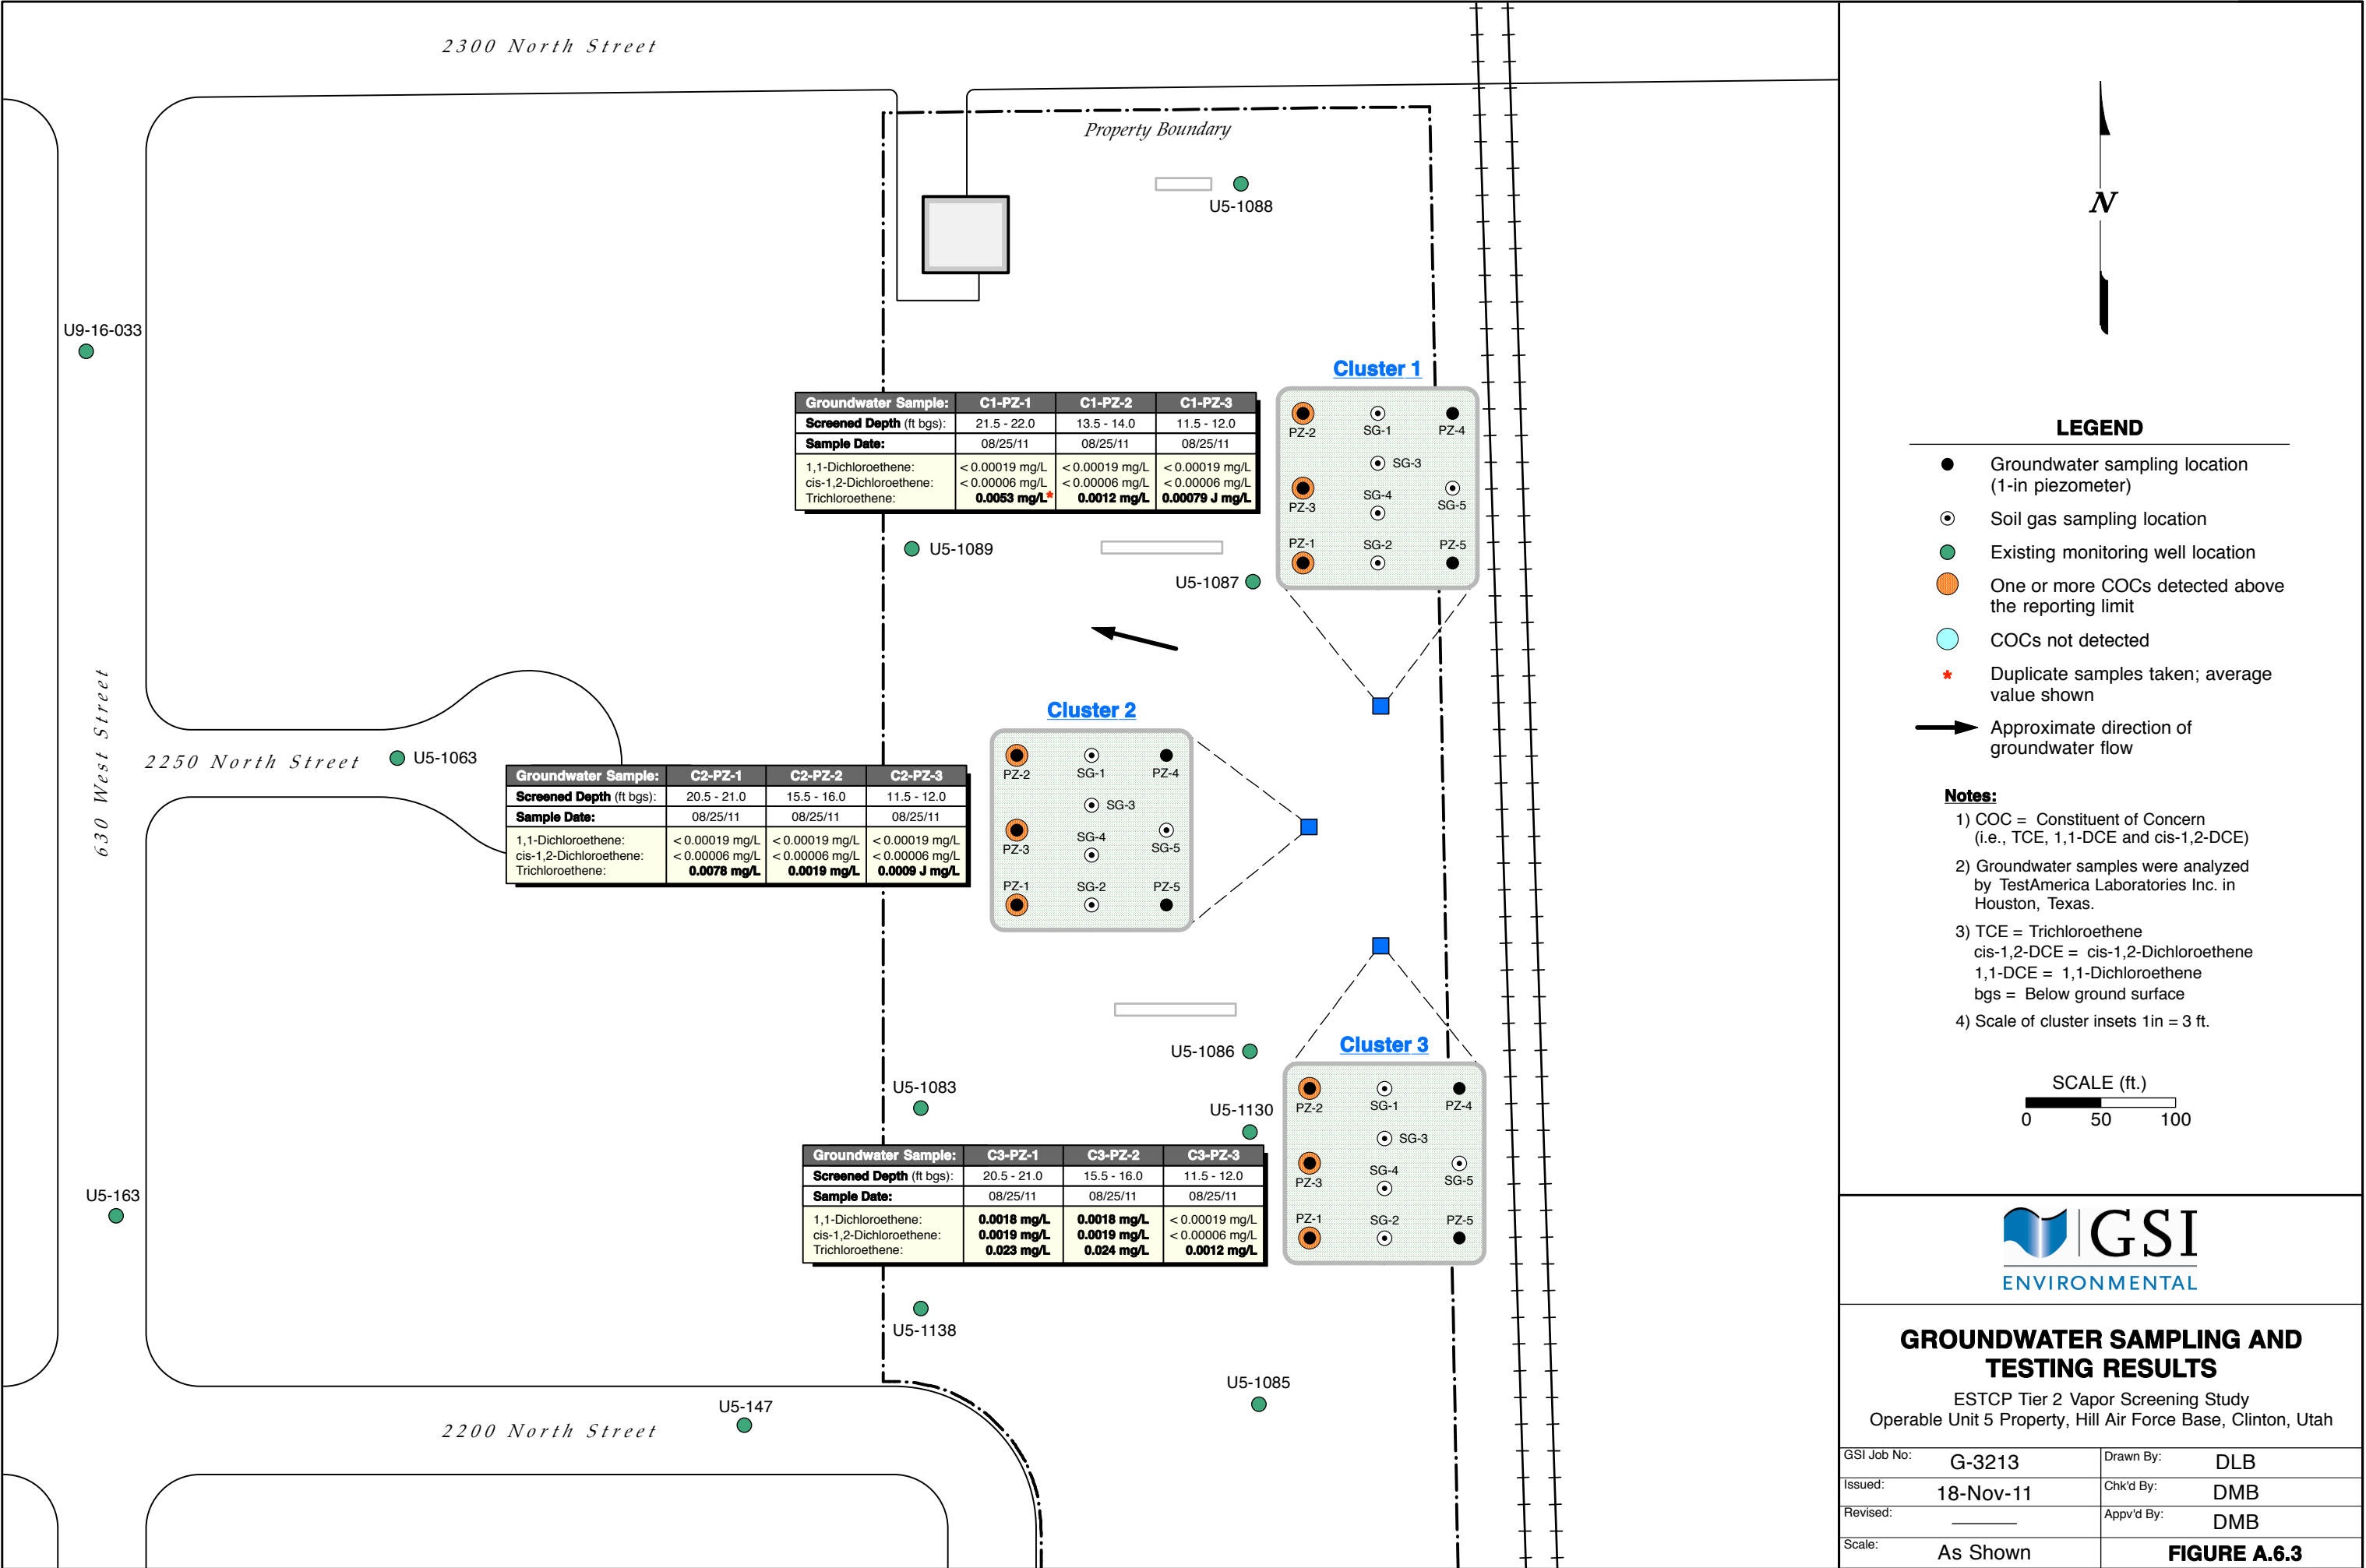 2300 North Street
Property Boundary
U5-1088
U9-16-033
Cluster 1
Groundwater Sample: C1-PZ-1 C1-PZ-2 C1-PZ-3
Screened Depth (ft bgs): 21.5 - 22.0 13.5 - 14.0 11.5 - 12.0
Sample Date: 08/25/11 08/25/11 08/25/11
1,1-Dichloroethene: < 0.00019 mg/L < 0.00019 mg/L < 0.00019 mg/L
cis-1,2-Dichloroethene: < 0.00006 mg/L < 0.00006 mg/L < 0.00006 mg/L
Trichloroethene: 0.0053 mg/L* 0.0012 mg/L 0.00079 J mg/L
PZ-2 SG-1 PZ-4
SG-3
PZ-3 SG-4 SG-5
PZ-1 SG-2 PZ-5
U5-1089
U5-1087
630 West Street
2250 North Street
U5-1063
Cluster 2
Groundwater Sample: C2-PZ-1 C2-PZ-2 C2-PZ-3
Screened Depth (ft bgs): 20.5 - 21.0 15.5 - 16.0 11.5 - 12.0
Sample Date: 08/25/11 08/25/11 08/25/11
1,1-Dichloroethene: < 0.00019 mg/L < 0.00019 mg/L < 0.00019 mg/L
cis-1,2-Dichloroethene: < 0.00006 mg/L < 0.00006 mg/L < 0.00006 mg/L
Trichloroethene: 0.0078 mg/L 0.0019 mg/L 0.0009 J mg/L
PZ-2 SG-1 PZ-4
SG-3
PZ-3 SG-4 SG-5
PZ-1 SG-2 PZ-5
U5-1086
Cluster 3
U5-1083
U5-1130
Groundwater Sample: C3-PZ-1 C3-PZ-2 C3-PZ-3
Screened Depth (ft bgs): 20.5 - 21.0 15.5 - 16.0 11.5 - 12.0
Sample Date: 08/25/11 08/25/11 08/25/11
1,1-Dichloroethene: 0.0018 mg/L 0.0018 mg/L < 0.00019 mg/L
cis-1,2-Dichloroethene: 0.0019 mg/L 0.0019 mg/L < 0.00006 mg/L
Trichloroethene: 0.023 mg/L 0.024 mg/L 0.0012 mg/L
PZ-2 SG-1 PZ-4
SG-3
PZ-3 SG-4 SG-5
PZ-1 SG-2 PZ-5
U5-163
U5-1138
U5-1085
U5-147
2200 North Street
N
LEGEND
Groundwater sampling location
(1-in piezometer)
Soil gas sampling location
Existing monitoring well location
One or more COCs detected above
the reporting limit
COCs not detected
* Duplicate samples taken; average
value shown
Approximate direction of
groundwater flow
Notes:
1) COC = Constituent of Concern
(i.e., TCE, 1,1-DCE and cis-1,2-DCE)
2) Groundwater samples were analyzed
by TestAmerica Laboratories Inc. in
Houston, Texas.
3) TCE = Trichloroethene
cis-1,2-DCE = cis-1,2-Dichloroethene
1,1-DCE = 1,1-Dichloroethene
bgs = Below ground surface
4) Scale of cluster insets 1in = 3 ft.
SCALE (ft.)
0 50 100
GSI
ENVIRONMENTAL
GROUNDWATER SAMPLING AND
TESTING RESULTS
ESTCP Tier 2 Vapor Screening Study
Operable Unit 5 Property, Hill Air Force Base, Clinton, Utah
GSI Job No: G-3213 Drawn By: DLB
Issued: 18-Nov-11 Chk'd By: DMB
Revised: Appv'd By: DMB
Scale: As Shown FIGURE A.6.3